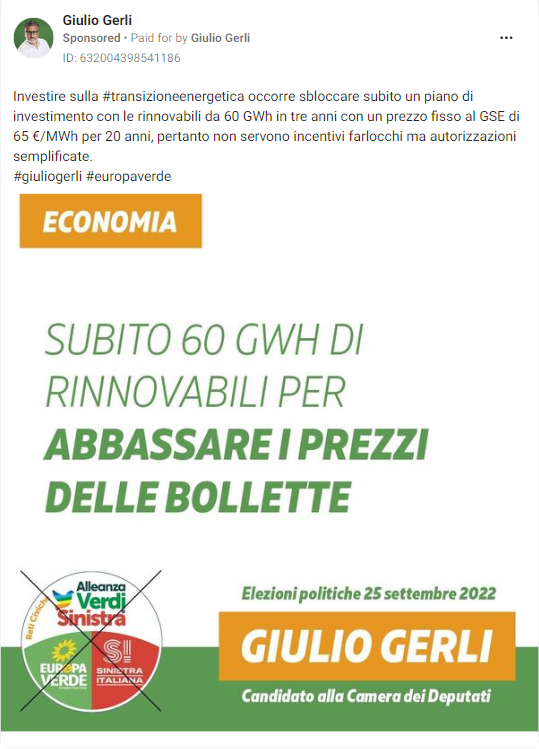 Giulio Gerli
Sponsored • Paid for by Giulio Gerli
ID: 632004398541186
Investire sulla #transizioneenergetica occorre sbloccare subito un piano di
investimento con le rinnovabili da 60 GWh in tre anni con un prezzo fisso al GSE di
65 €/MWh per 20 anni, pertanto non servono incentivi farlocchi ma autorizzazioni
semplificate.
#giuliogerli #europaverde
ECONOMIA
SUBITO 60 GWH DI
RINNOVABILI PER
ABBASSARE I PREZZI
DELLE BOLLETTE
Alleanza
Verdi
Sinistra
Reti Civiche
EUROPA
VERDE
SI
SINISTRA
ITALIANA
Elezioni politiche 25 settembre 2022
GIULIO GERLI
Candidato alla Camera dei Deputati